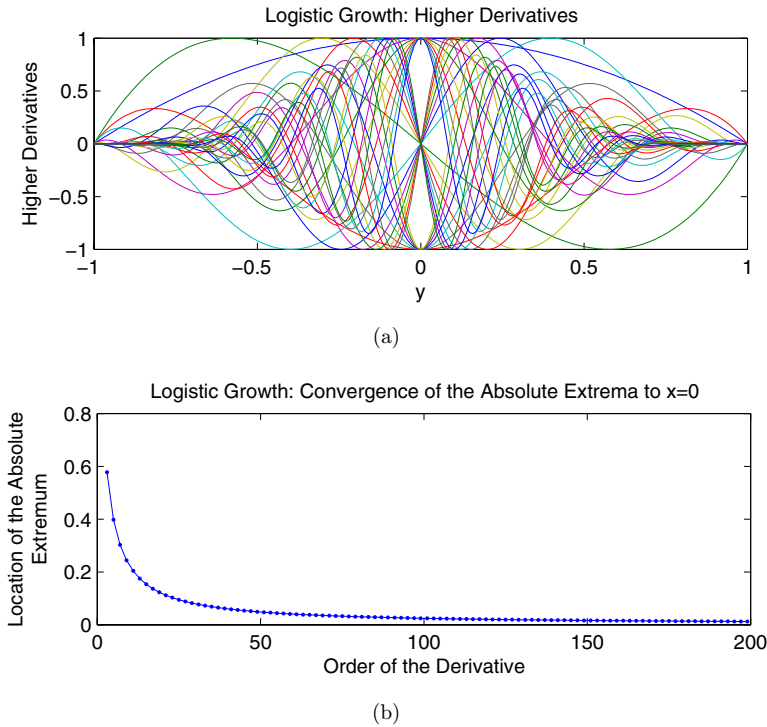 Logistic Growth: Higher Derivatives
Higher Derivatives
1
0.5
0
−0.5
−1
−1
−0.5
0
0.5
1
y
(a)
Logistic Growth: Convergence of the Absolute Extrema to x=0
Location of the Absolute
Extremum
0.8
0.6
0.4
0.2
0
0
50
100
150
200
Order of the Derivative
(b)